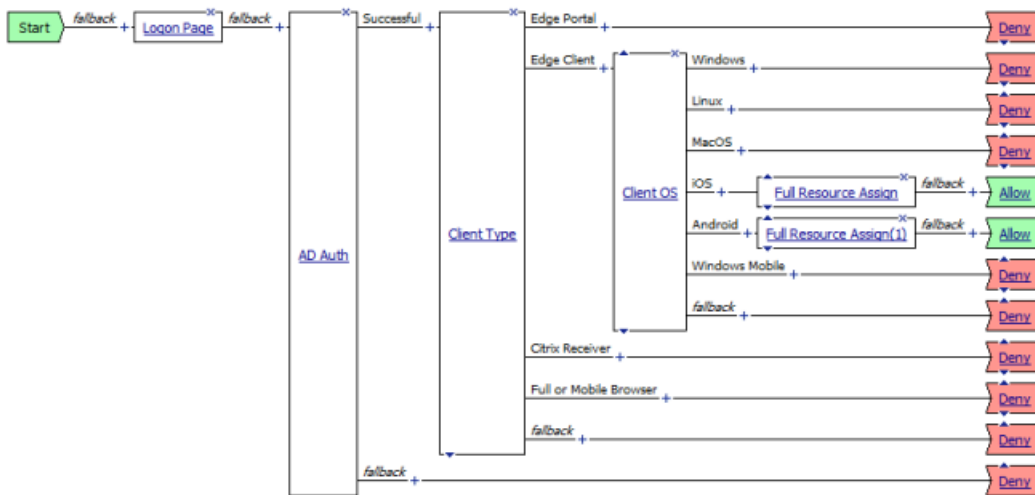 Start fallback + Logon Page fallback + Successful + Edge Portal + Deny
Edge Client + Windows + Deny
Linux + Deny
MacOS + Deny
Client OS iOS + Full Resource Assign fallback + Allow
Client Type Android + Full Resource Assign(1) fallback + Allow
AD Auth Windows Mobile + Deny
fallback + Deny
Citrix Receiver + Deny
Full or Mobile Browser + Deny
fallback + Deny
fallback + Deny